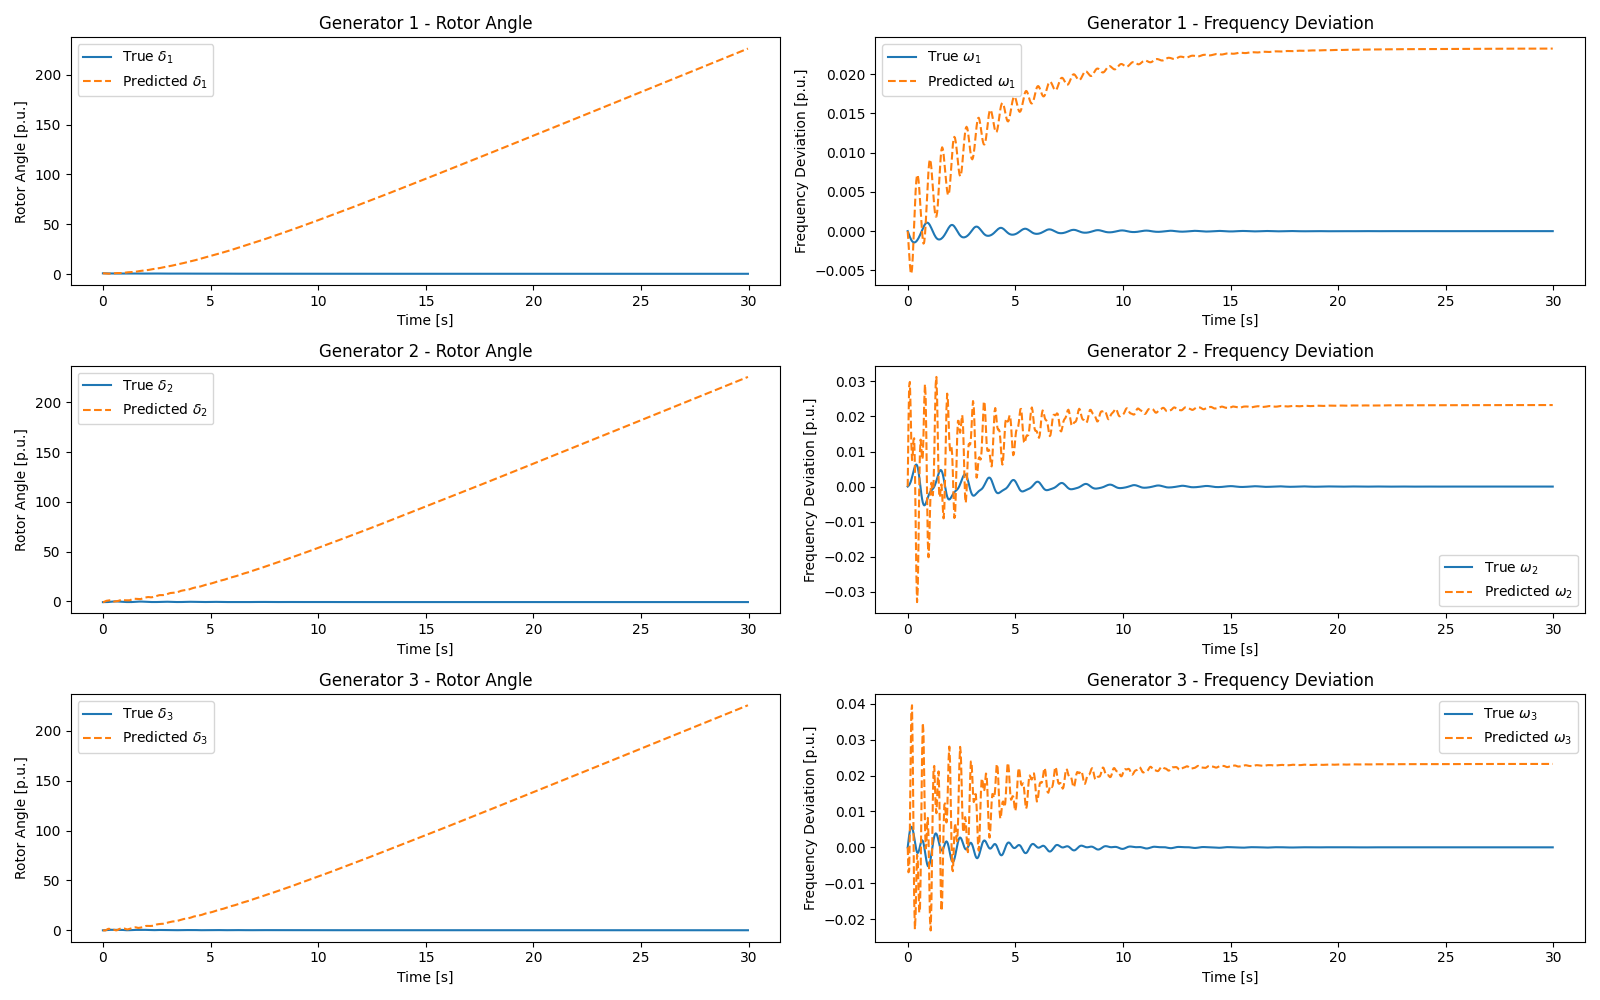 Generator 1 - Rotor Angle
Rotor Angle [p.u.]
200
150
100
50
0
True δ1
Predicted δ1
0 5 10 15 20 25 30
Time [s]
Generator 1 - Frequency Deviation
Frequency Deviation [p.u.]
0.020
0.015
0.010
0.005
0.000
−0.005
True ω1
Predicted ω1
0 5 10 15 20 25 30
Time [s]
Generator 2 - Rotor Angle
Rotor Angle [p.u.]
200
150
100
50
0
True δ2
Predicted δ2
0 5 10 15 20 25 30
Time [s]
Generator 2 - Frequency Deviation
Frequency Deviation [p.u.]
0.03
0.02
0.01
0.00
−0.01
−0.02
−0.03
True ω2
Predicted ω2
0 5 10 15 20 25 30
Time [s]
Generator 3 - Rotor Angle
Rotor Angle [p.u.]
200
150
100
50
0
True δ3
Predicted δ3
0 5 10 15 20 25 30
Time [s]
Generator 3 - Frequency Deviation
Frequency Deviation [p.u.]
0.04
0.03
0.02
0.01
0.00
−0.01
−0.02
True ω3
Predicted ω3
0 5 10 15 20 25 30
Time [s]